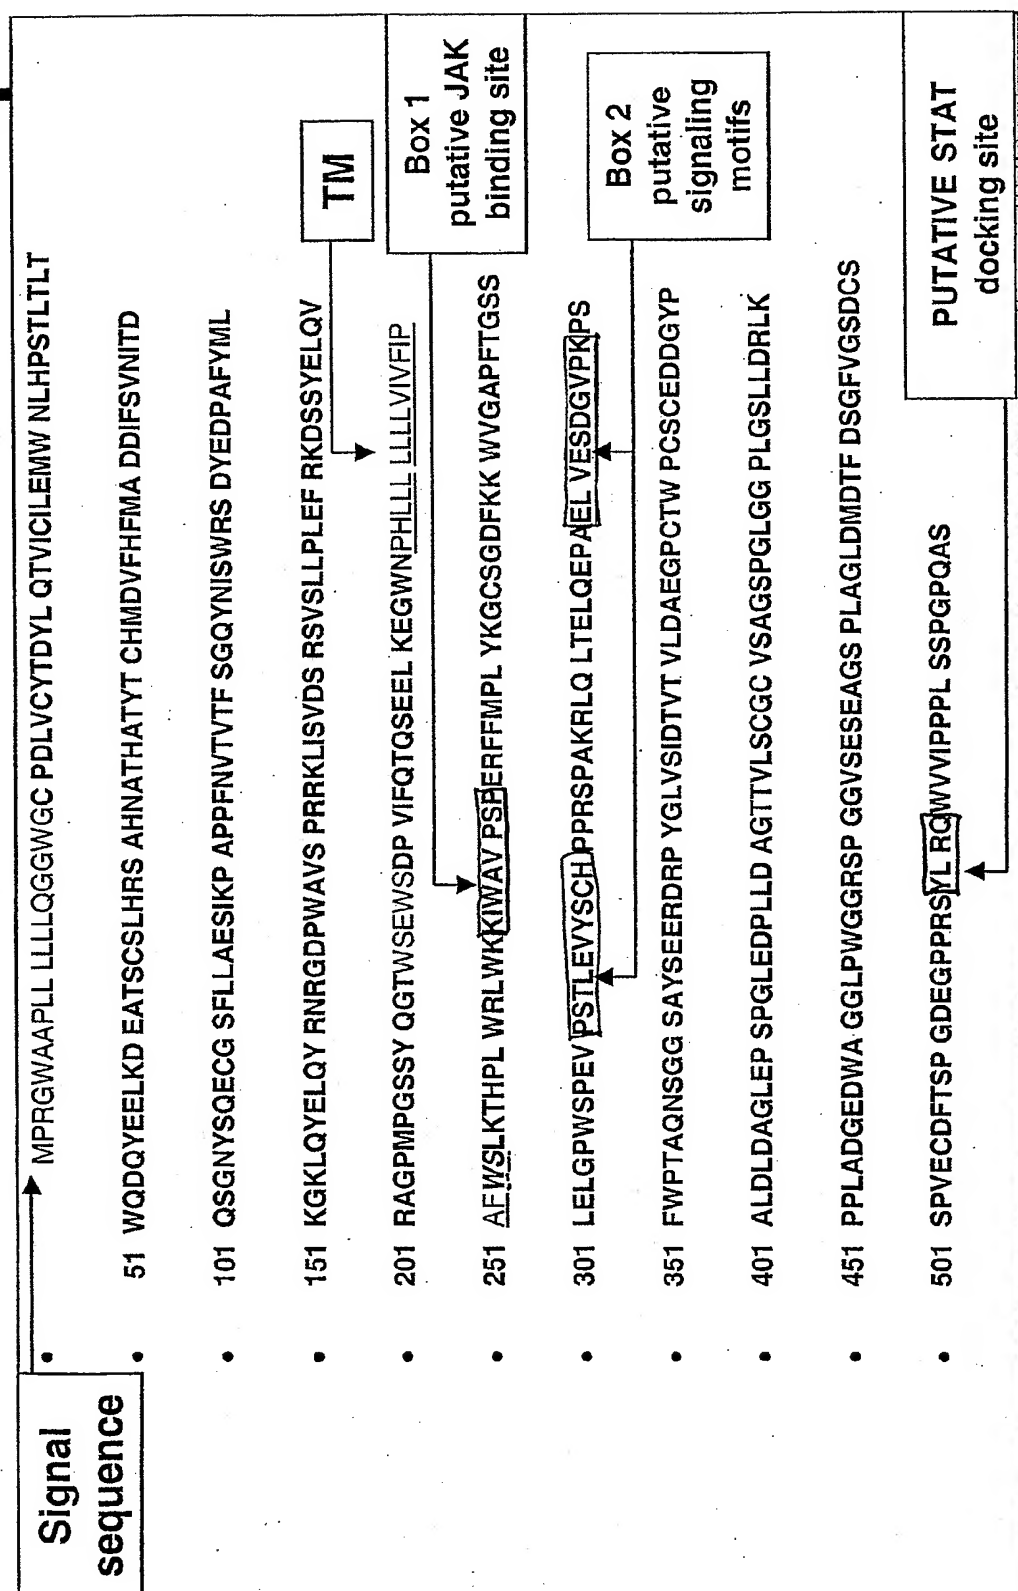 Signal
sequence
MPRGWAAPLL LLLLQGGWGC PDLVCYTDYL QTVICILEMW NLHPSTLTLT
51 WQDQYEELKD EATSCSLHRS AHNATHATYT CHMDVFHFMA DDIFSVNITD
101 QSGNYSQECG SFLLAESIKP APPFNVTVTF SGQYNISWRS DYEDPAFYML
151 KGKLQYELQY RNRGDPWAVS PRRKLISVDS RSVSLLPLEF RKDSSYELQV
TM
201 RAGPMPGSSY QGTWSEWSDP VIFQTQSEEL KEGWNPHLLL LLLLVIVFIP
Box 1
putative JAK
binding site
251 AFWSLKTHPL WRLWKKIWAV PSPERFFMPL YKGCSGDFKK WVGAPFTGSS
301 LELGPWSPEV PSTLEVYSCH PPRSPAKRLQ LTELQEPAEL VESDGVPKPS
Box 2
putative
signaling
motifs
351 FWPTAQNSGG SAYSEERDRP YGLVSIDTVT VLDAEGPCTW PCSCEDDGYP
401 ALDLDAGLEP SPGLEDPLLD AGTTVLSCGC VSAGSPGLGG PLGSLLDRLK
451 PPLADGEDWA GGLPWGGRSP GGVSESEAGS PLAGLDMDTF DSGFVGSDCS
501 SPVECDFTSP GDEGPPRSYL RQWVVIPPPL SSPGPQAS
PUTATIVE STAT
docking site